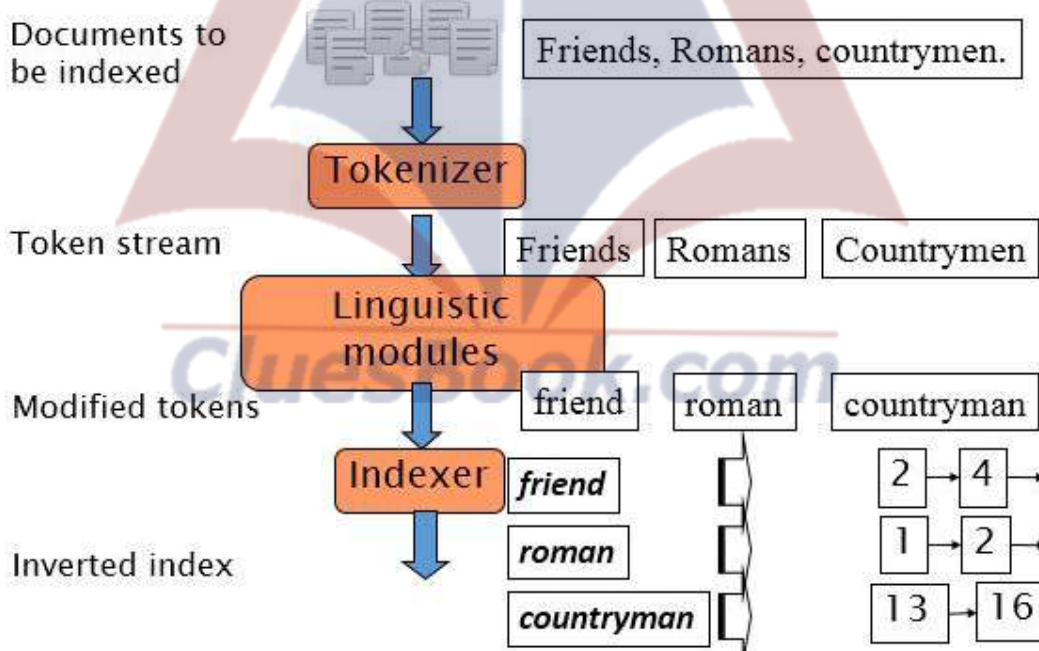 Documents to
be indexed
Friends, Romans, countrymen.
Tokenizer
Token stream
Friends Romans Countrymen
Linguistic
modules
CluesBook.com
Modified tokens
friend roman countryman
Indexer
friend 2 4
roman 1 2
Inverted index
countryman 13 16